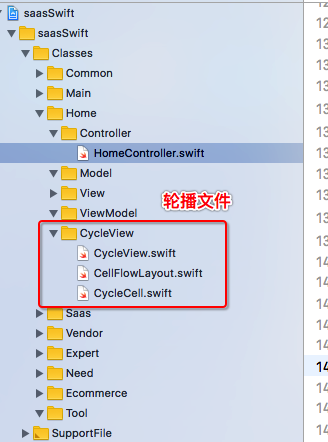 saasSwift
saasSwift
Classes
Common
Main
Home
Controller
HomeController.swift
Model
View
轮播文件
ViewModel
CycleView
CycleView.swift
CellFlowLayout.swift
CycleCell.swift
Saas
Vendor
Expert
Need
Ecommerce
Tool
SupportFile